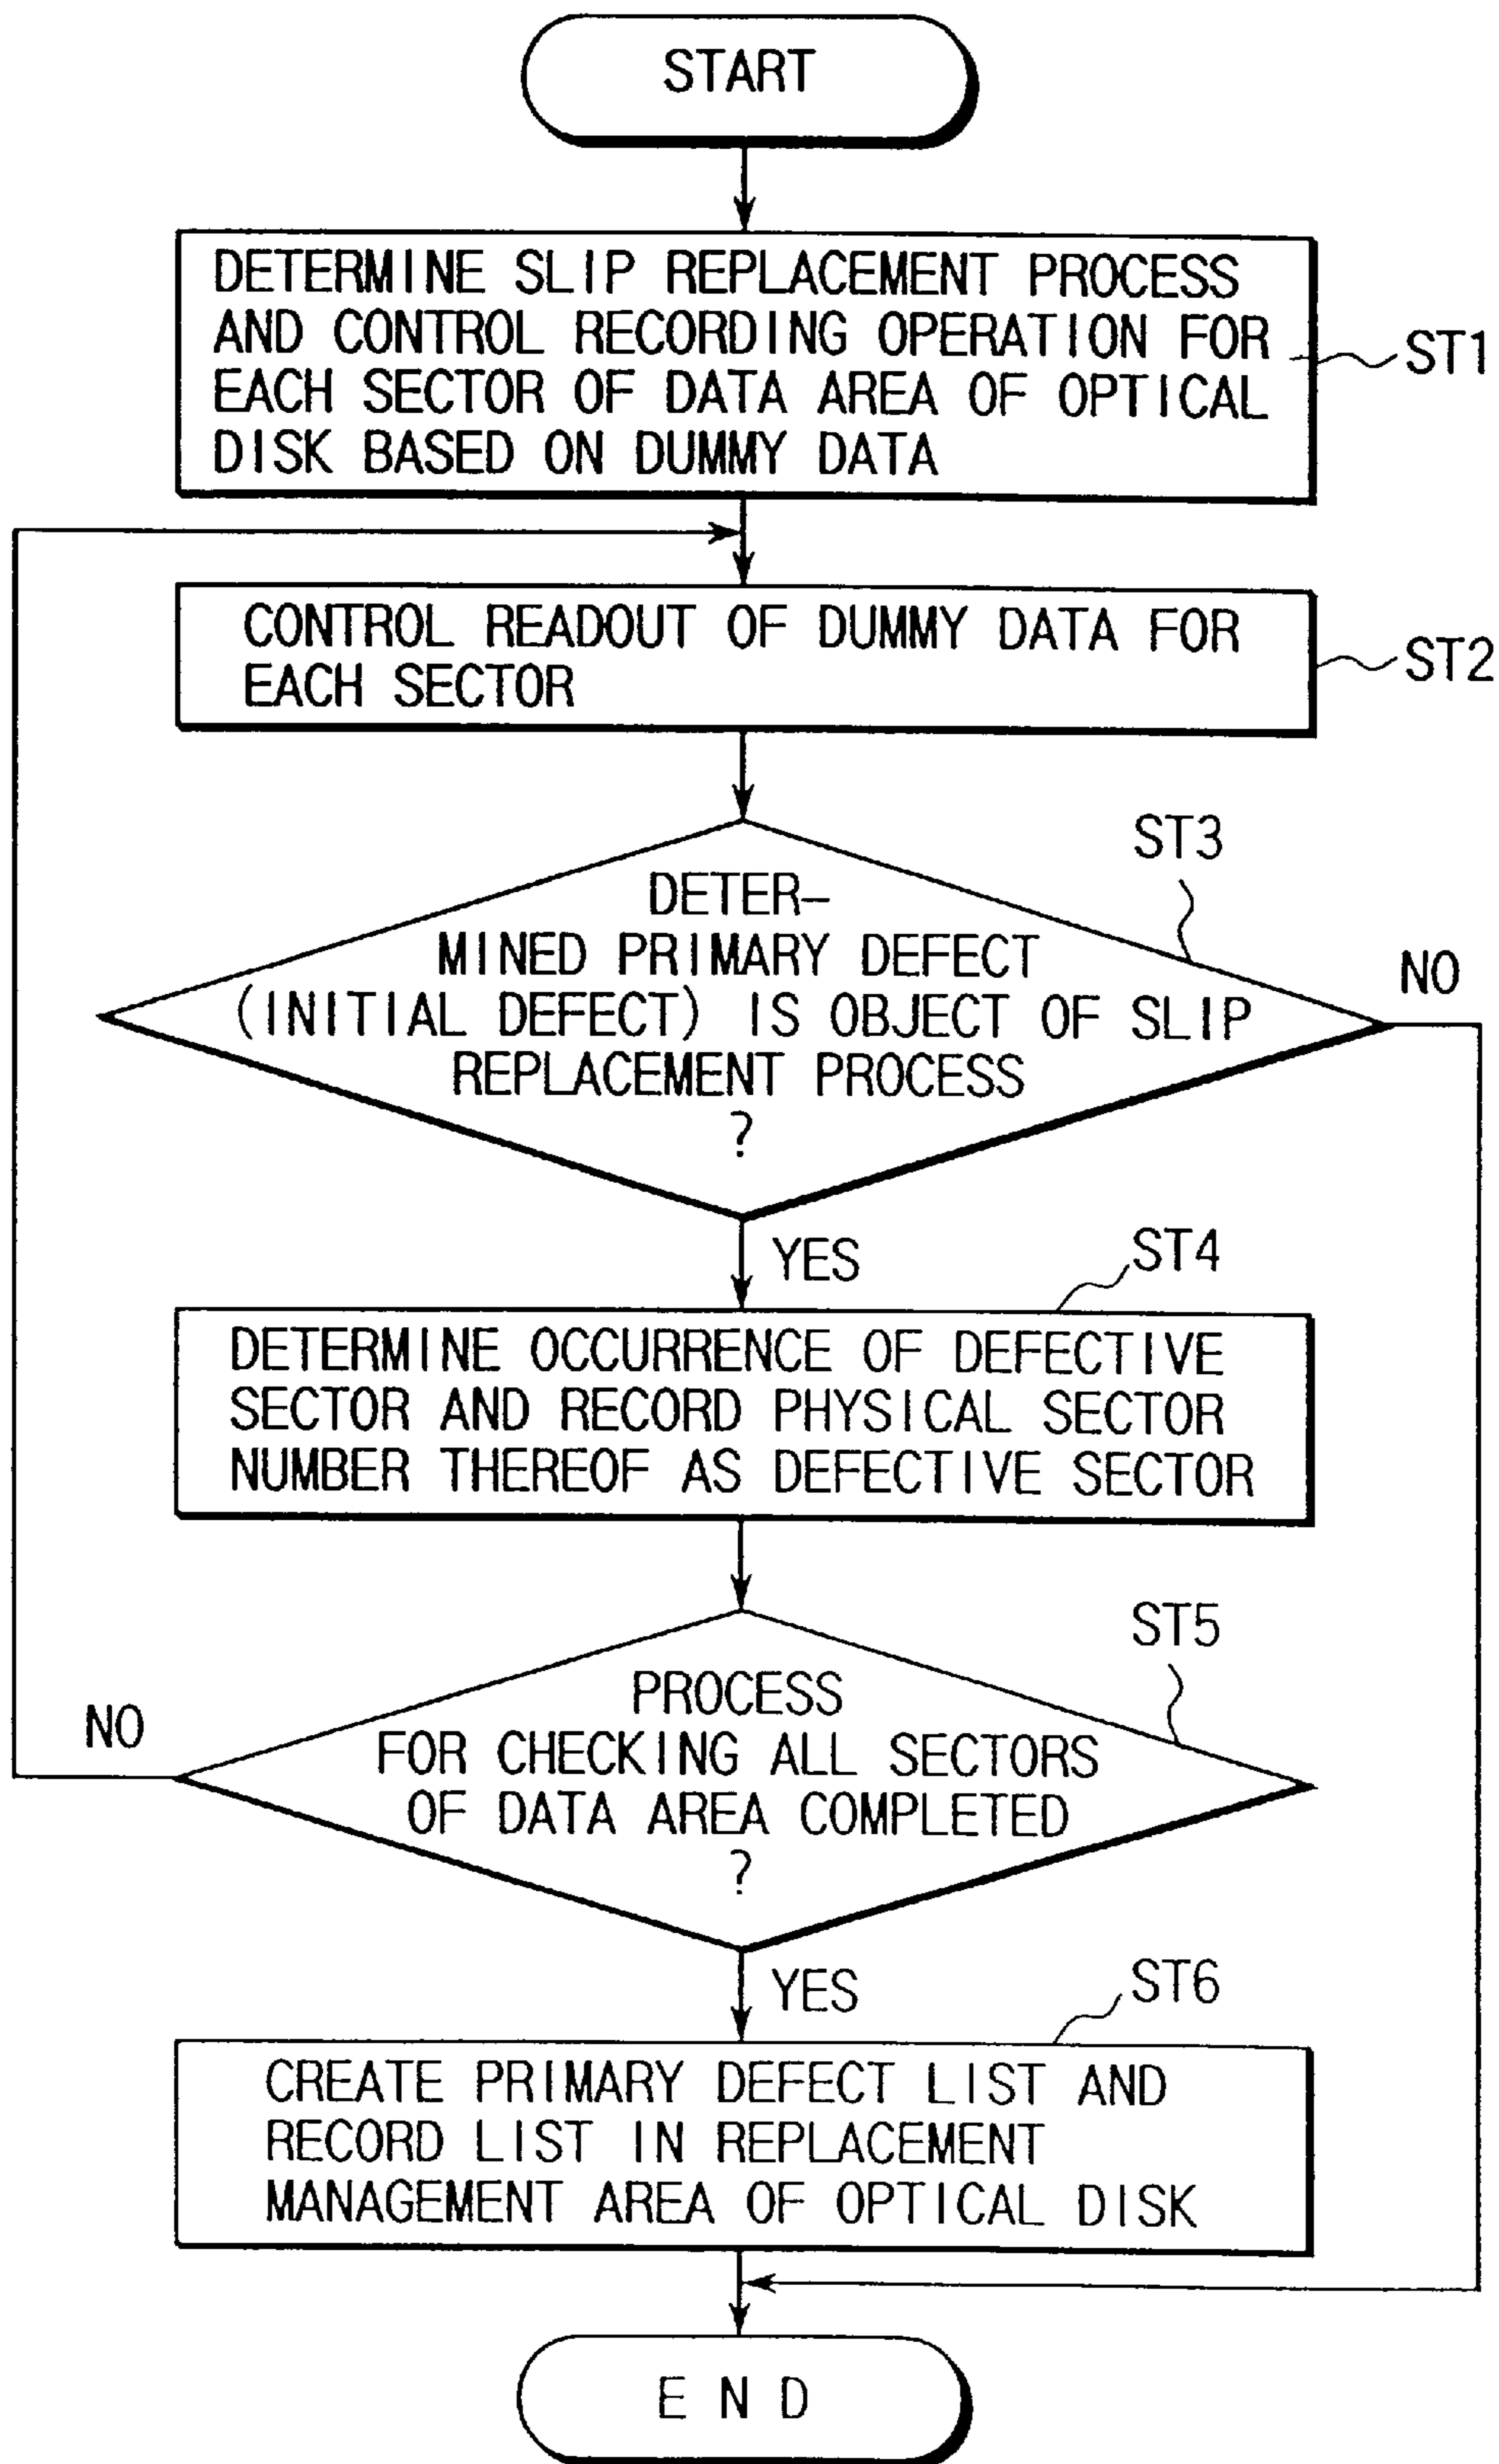 START
DETERMINE SLIP REPLACEMENT PROCESS
AND CONTROL RECORDING OPERATION FOR
EACH SECTOR OF DATA AREA OF OPTICAL
DISK BASED ON DUMMY DATA
ST1
CONTROL READOUT OF DUMMY DATA FOR
EACH SECTOR
ST2
ST3
DETER-
MINED PRIMARY DEFECT
(INITIAL DEFECT) IS OBJECT OF SLIP
REPLACEMENT PROCESS
?
NO
YES
ST4
DETERMINE OCCURRENCE OF DEFECTIVE
SECTOR AND RECORD PHYSICAL SECTOR
NUMBER THEREOF AS DEFECTIVE SECTOR
ST5
PROCESS
FOR CHECKING ALL SECTORS
OF DATA AREA COMPLETED
?
NO
YES
ST6
CREATE PRIMARY DEFECT LIST AND
RECORD LIST IN REPLACEMENT
MANAGEMENT AREA OF OPTICAL DISK
END